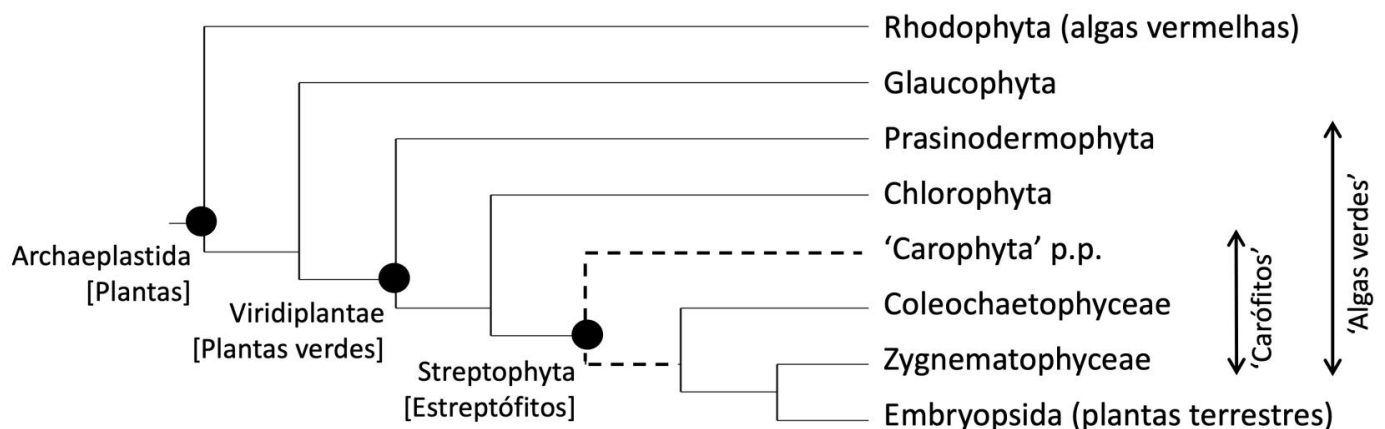 Rhodophyta (algas vermelhas)
Glaucophyta
Prasinodermophyta
Chlorophyta
‘Carophyta’ p.p.
Coleochaetophyceae
Zygnematophyceae
Embryopsida (plantas terrestres)
Archaeplastida
[Plantas]
Viridiplantae
[Plantas verdes]
Streptophyta
[Estreptófitos]
‘Carófitos’
‘Algas verdes’